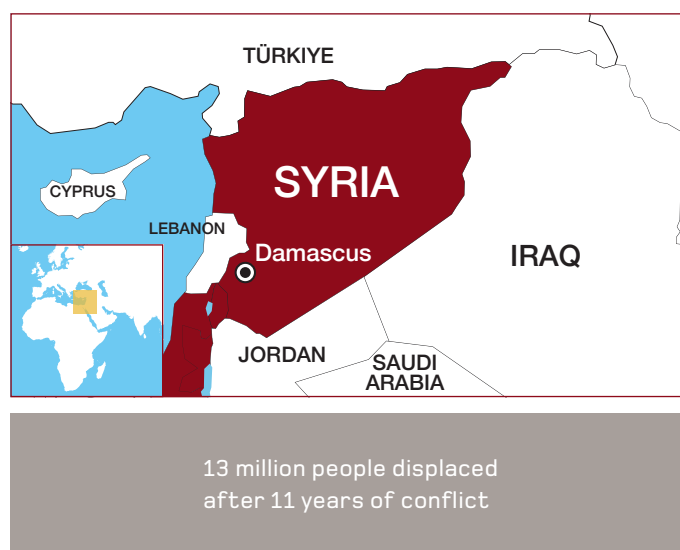 TÜRKIYE
SYRIA
CYPRUS
LEBANON
Damascus
IRAQ
JORDAN
SAUDI
ARABIA
13 million people displaced
after 11 years of conflict